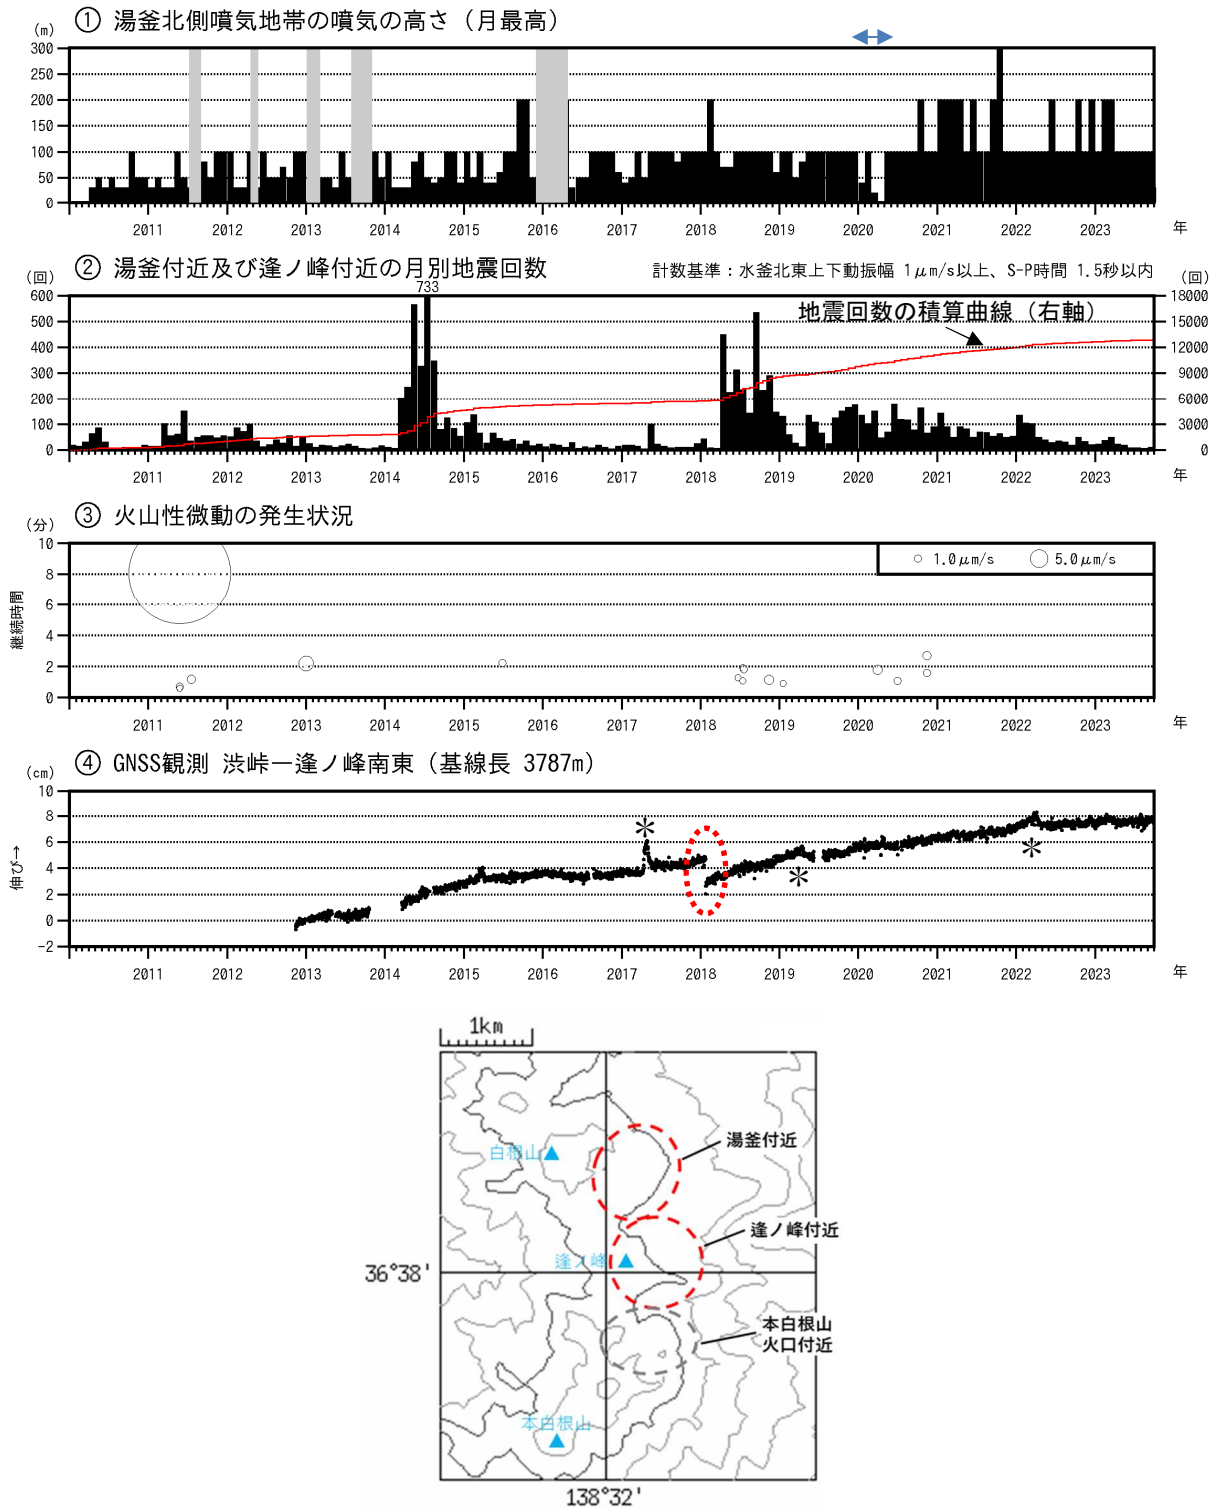 ① 湯釜北側噴気地帯の噴気の高さ（月最高）
(m)
300
250
200
150
100
50
0
2011 2012 2013 2014 2015 2016 2017 2018 2019 2020 2021 2022 2023 年
② 湯釜付近及び逢ノ峰付近の月別地震回数
計数基準：水釜北東上下動振幅 1μm/s以上、S-P時間 1.5秒以内
(回) (回)
733
地震回数の積算曲線（右軸）
600 18000
500 15000
400 12000
300 9000
200 6000
100 3000
0 0
2011 2012 2013 2014 2015 2016 2017 2018 2019 2020 2021 2022 2023 年
③ 火山性微動の発生状況
(分)
継続時間
10
8
6
4
2
0
1.0μm/s 5.0μm/s
2011 2012 2013 2014 2015 2016 2017 2018 2019 2020 2021 2022 2023 年
④ GNSS観測 渋峠－逢ノ峰南東（基線長 3787m）
(cm)
伸び→
10
8
6
4
2
0
-2
＊
＊
＊
2011 2012 2013 2014 2015 2016 2017 2018 2019 2020 2021 2022 2023 年
1km
湯釜付近
白根山
逢ノ峰付近
逢ノ峰
36°38'
本白根山
火口付近
本白根山
138°32'